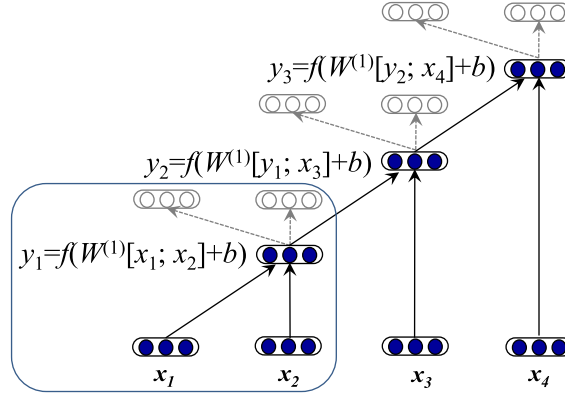 y₃=f(W⁽¹⁾[y₂; x₄]+b)
y₂=f(W⁽¹⁾[y₁; x₃]+b)
y₁=f(W⁽¹⁾[x₁; x₂]+b)
x₁ x₂ x₃ x₄